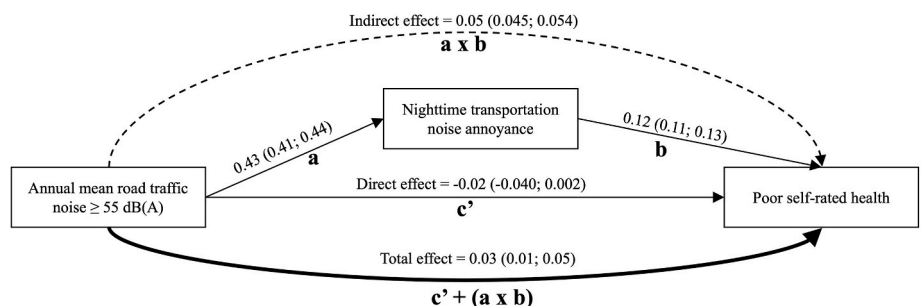 Indirect effect = 0.05 (0.045; 0.054)
a x b
Nighttime transportation
noise annoyance
0.43 (0.41; 0.44)
a
0.12 (0.11; 0.13)
b
Annual mean road traffic
noise ≥ 55 dB(A)
Direct effect = -0.02 (-0.040; 0.002)
c’
Poor self-rated health
Total effect = 0.03 (0.01; 0.05)
c’ + (a x b)